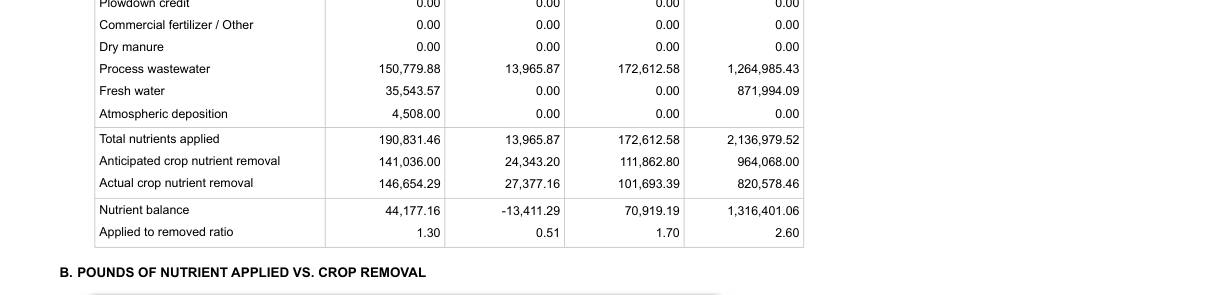 Plowdown credit 0.00 0.00 0.00 0.00
Commercial fertilizer / Other 0.00 0.00 0.00 0.00
Dry manure 0.00 0.00 0.00 0.00
Process wastewater 150,779.88 13,965.87 172,612.58 1,264,985.43
Fresh water 35,543.57 0.00 0.00 871,994.09
Atmospheric deposition 4,508.00 0.00 0.00 0.00
Total nutrients applied 190,831.46 13,965.87 172,612.58 2,136,979.52
Anticipated crop nutrient removal 141,036.00 24,343.20 111,862.80 964,068.00
Actual crop nutrient removal 146,654.29 27,377.16 101,693.39 820,578.46
Nutrient balance 44,177.16 -13,411.29 70,919.19 1,316,401.06
Applied to removed ratio 1.30 0.51 1.70 2.60
B. POUNDS OF NUTRIENT APPLIED VS. CROP REMOVAL